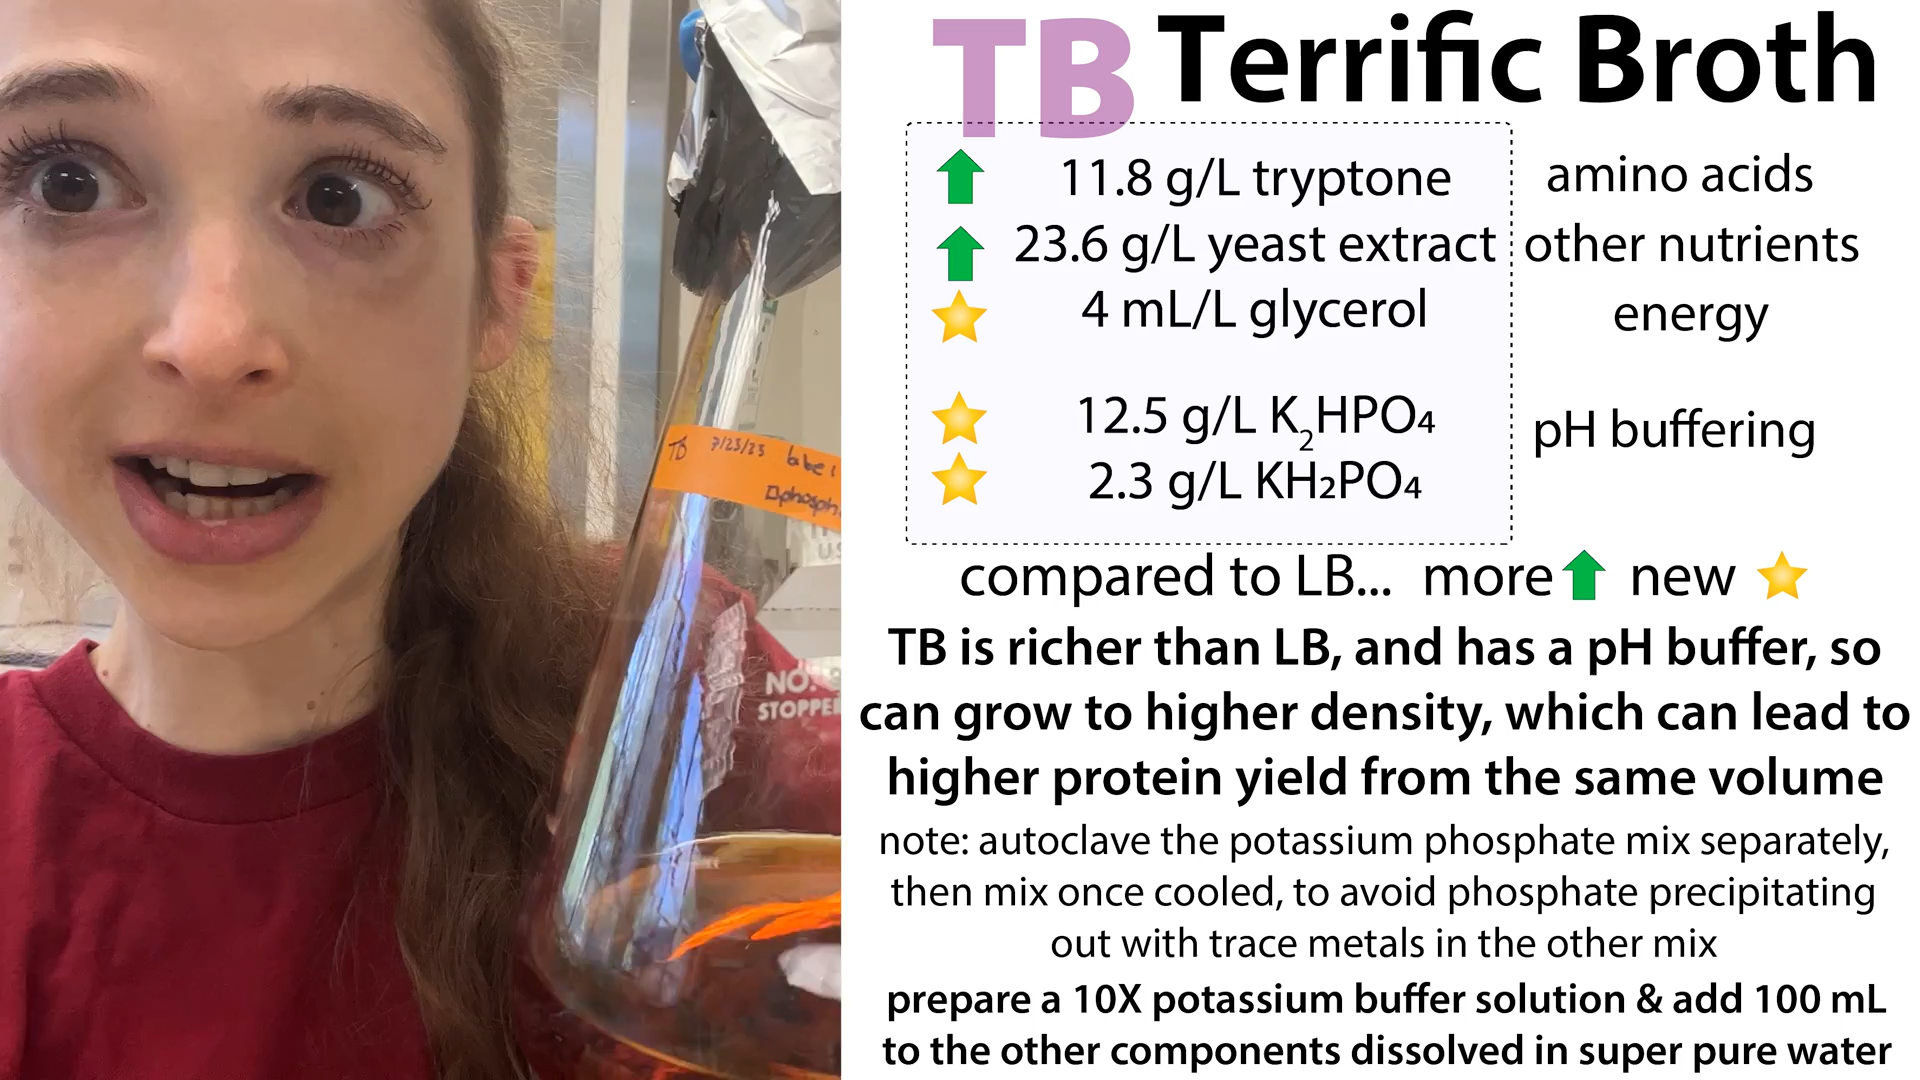 TB Terrific Broth
11.8 g/L tryptone amino acids
23.6 g/L yeast extract other nutrients
4 mL/L glycerol energy
12.5 g/L K₂HPO₄
pH buffering
2.3 g/L KH₂PO₄
compared to LB... more new
TB is richer than LB, and has a pH buffer, so
can grow to higher density, which can lead to
higher protein yield from the same volume
note: autoclave the potassium phosphate mix separately,
then mix once cooled, to avoid phosphate precipitating
out with trace metals in the other mix
prepare a 10X potassium buffer solution & add 100 mL
to the other components dissolved in super pure water
TB 7/25/23
NO.